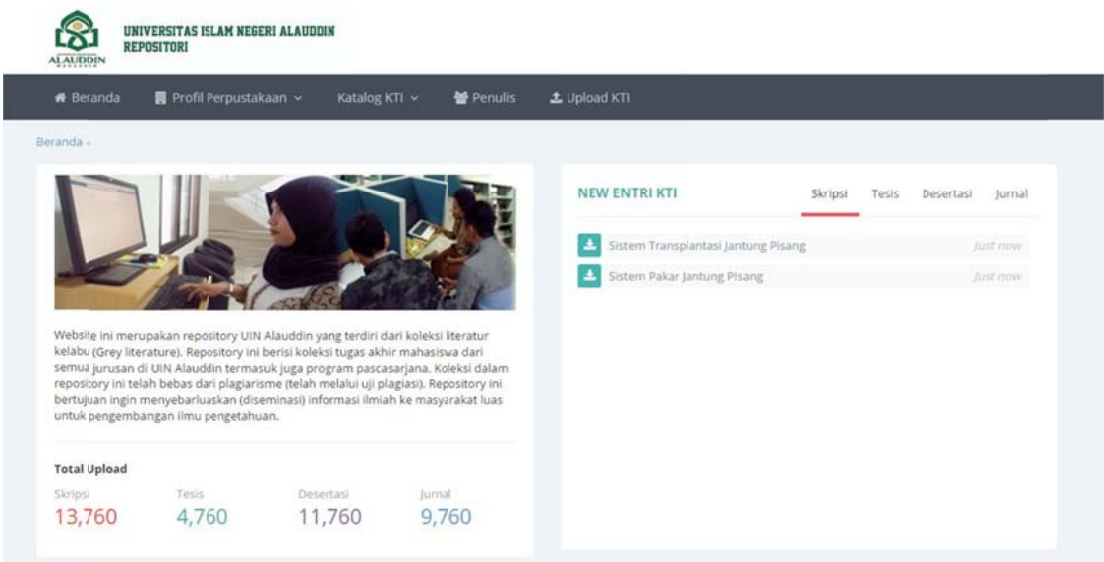 ALAUDDIN
UNIVERSITAS ISLAM NEGERI ALAUDDIN
REPOSITORI
Beranda
Profil Perpustakaan
Katalog KTI
Penulis
Upload KTI
Beranda ›
Website ini merupakan repository UIN Alauddin yang terdiri dari koleksi literatur
kelabu (Grey literature). Repository ini berisi koleksi tugas akhir mahasiswa dari
semua jurusan di UIN Alauddin termasuk juga program pascasarjana. Koleksi dalam
repository ini telah bebas dari plagiarisme (telah melalui uji plagiasi). Repository ini
bertujuan ingin menyebarluaskan (diseminasi) informasi ilmiah ke masyarakat luas
untuk pengembangan ilmu pengetahuan.
Total Upload
Skripsi Tesis Desertasi Jurnal
13,760 4,760 11,760 9,760
NEW ENTRI KTI
Skripsi Tesis Desertasi Jurnal
Sistem Transplantasi Jantung Pisang Just now
Sistem Pakar Jantung Pisang Just now